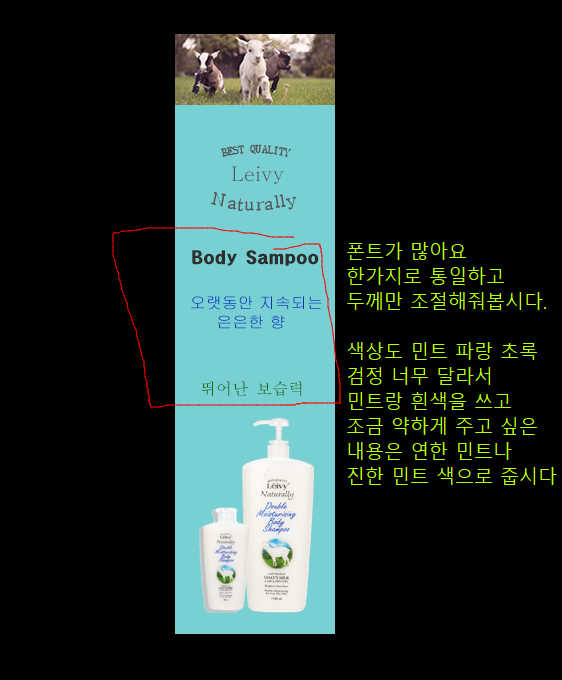 BEST QUALITY
Leivy
Naturally
Body Sampoo
오랫동안 지속되는
은은한 향
뛰어난 보습력
폰트가 많아요
한가지로 통일하고
두께만 조절해줘봅시다.
색상도 민트 파랑 초록
검정 너무 달라서
민트랑 흰색을 쓰고
조금 약하게 주고 싶은
내용은 연한 민트나
진한 민트 색으로 줍시다
Leivy
Naturally
Double
Moisturising
Body
Shampoo
GOAT'S MILK
Leivy
Naturally
Double
Moisturising
Body
Shampoo